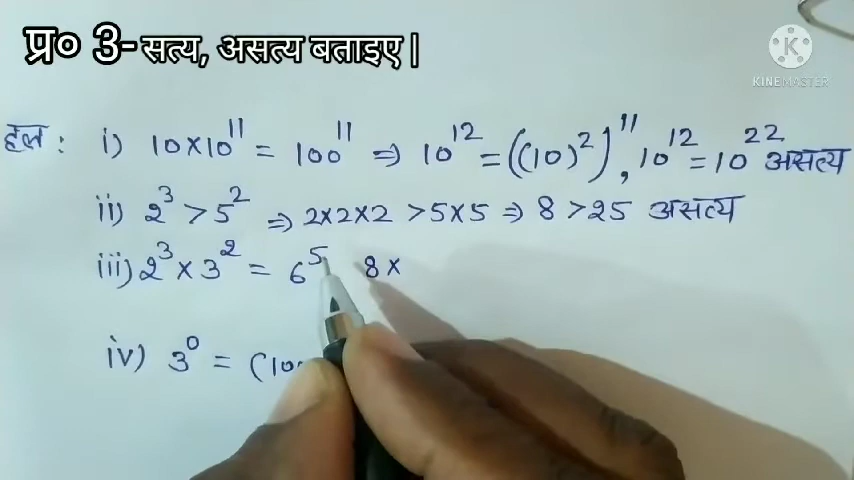 प्र० 3- सत्य, असत्य बताइए |
KINEMASTER
हल : i) 10×10¹¹ = 100¹¹ ⇒ 10¹² = ((10)²)¹¹, 10¹² = 10²² असत्य
ii) 2³ > 5² ⇒ 2×2×2 > 5×5 ⇒ 8 > 25 असत्य
iii) 2³ × 3² = 6⁵ 8×
iv) 3⁰ = (10